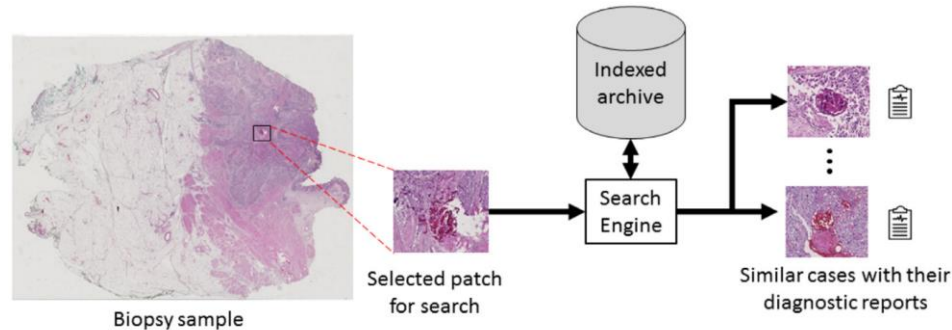 Indexed
archive
Search
Engine
Selected patch
for search
Similar cases with their
diagnostic reports
Biopsy sample